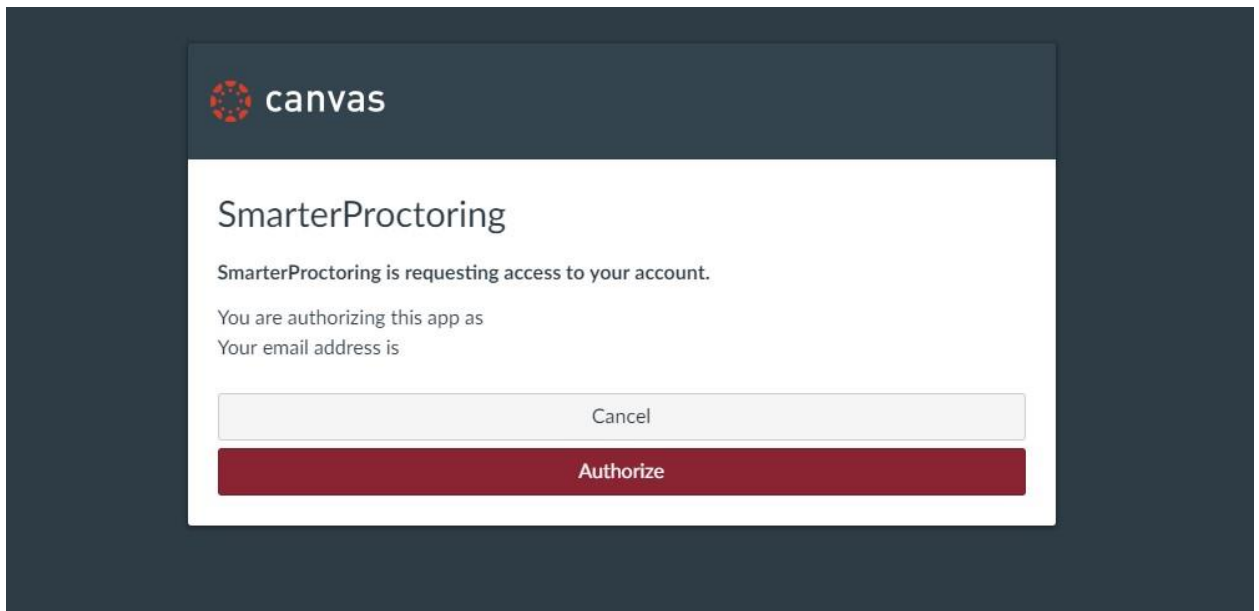 canvas
SmarterProctoring
SmarterProctoring is requesting access to your account.
You are authorizing this app as
Your email address is
Cancel
Authorize